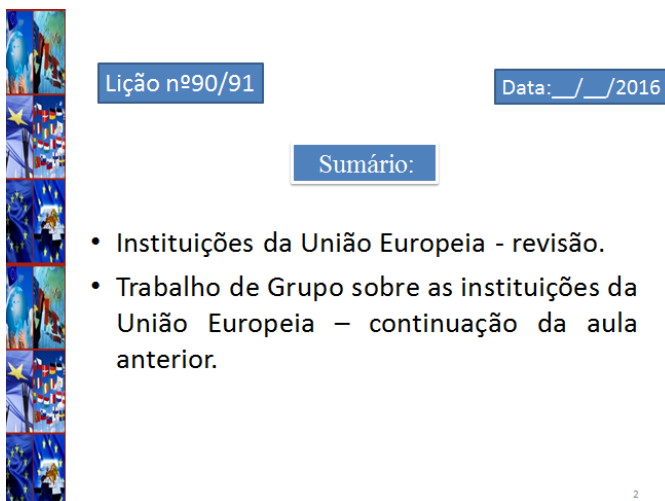 Lição nº90/91
Data:__/__/2016
Sumário:
• Instituições da União Europeia - revisão.
• Trabalho de Grupo sobre as instituições da
União Europeia – continuação da aula
anterior.
2